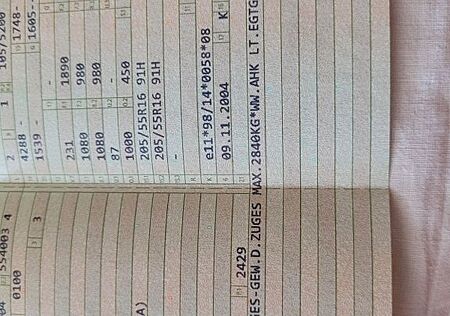 554003 4 2 1 105/5200
0100 4288 - 1748-
3 1539 - 1605--
-
231 1890
1080 980
1080 980
87 -
1000 450
A) 205/55R16 91H
205/55R16 91H
-
e11*98/14*0058*08
09.11.2004 K
2429
GES-GEW.D.ZUGES MAX.2840KG*WW.AHK LT.EGTG